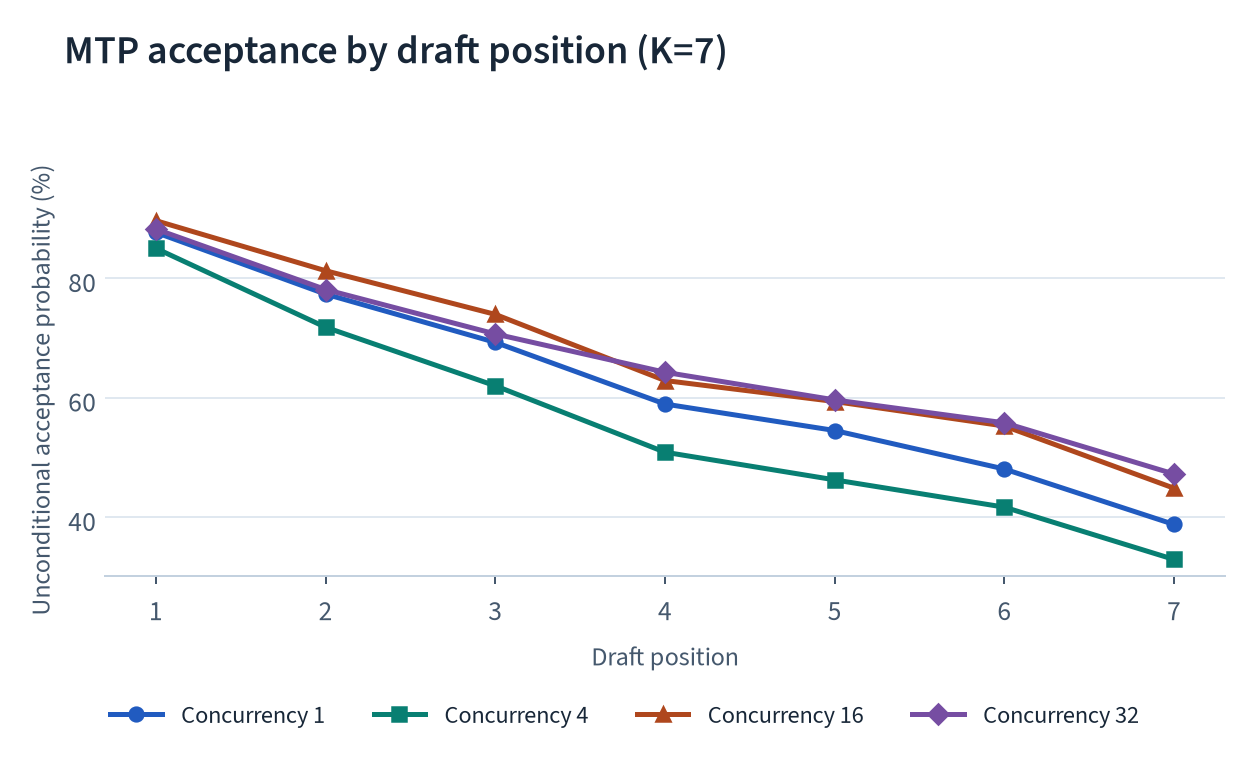 MTP acceptance by draft position (K=7)
Unconditional acceptance probability (%)
80
60
40
1 2 3 4 5 6 7
Draft position
Concurrency 1 Concurrency 4 Concurrency 16 Concurrency 32